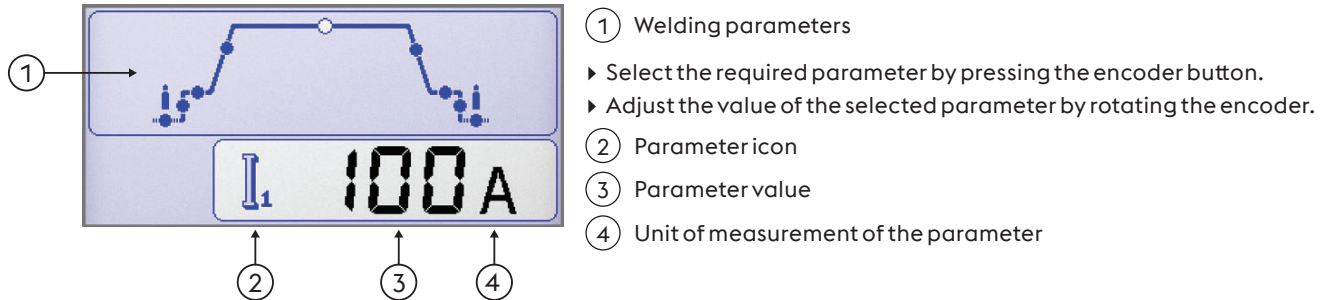 1 Welding parameters
▸ Select the required parameter by pressing the encoder button.
▸ Adjust the value of the selected parameter by rotating the encoder.
2 Parameter icon
3 Parameter value
4 Unit of measurement of the parameter
1
I1 100 A
2 3 4